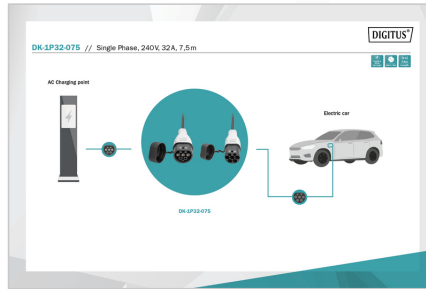 DIGITUS®
DK-1P32-075 // Single Phase, 240V, 32A, 7,5m
AC Charging point
Electric car
DK-1P32-075